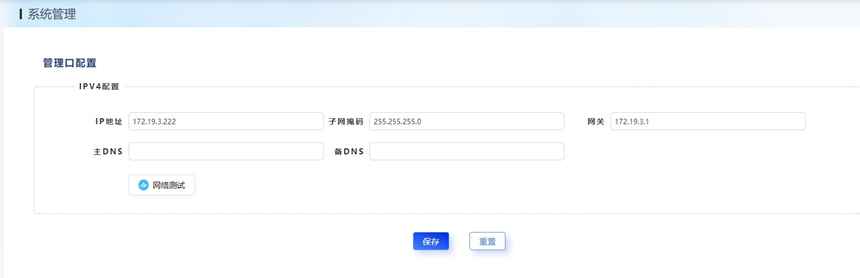 系统管理
管理口配置
IPV4配置
IP地址 172.19.3.222 子网掩码 255.255.255.0 网关 172.19.3.1
主DNS 备DNS
网络测试
保存 重置